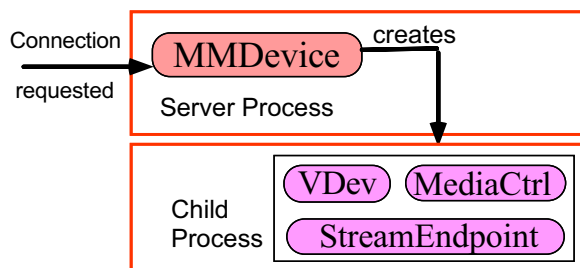 Connection
requested
MMDevice
creates
Server Process
VDev
MediaCtrl
Child
Process
StreamEndpoint